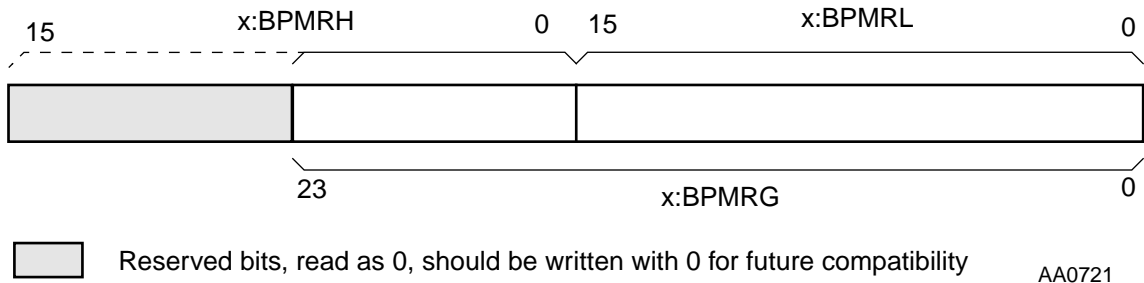 15 x:BPMRH 0 15 x:BPMRL 0
23 x:BPMRG 0
Reserved bits, read as 0, should be written with 0 for future compatibility
AA0721